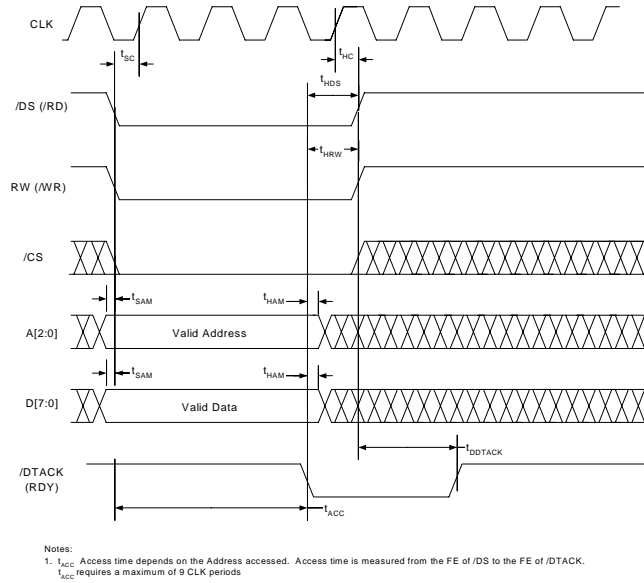 CLK
tSC
tHC
tHDS
/DS (/RD)
tHRW
RW (/WR)
/CS
tSAM
tHAM
A[2:0]
Valid Address
tSAM
tHAM
D[7:0]
Valid Data
tDDTACK
/DTACK
(RDY)
tACC
Notes:
1. tACC Access time depends on the Address accessed. Access time is measured from the FE of /DS to the FE of /DTACK.
tACC requires a maximum of 9 CLK periods